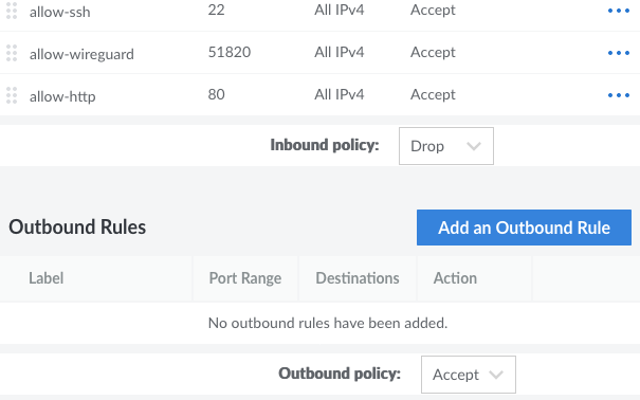 allow-ssh 22 All IPv4 Accept
allow-wireguard 51820 All IPv4 Accept
allow-http 80 All IPv4 Accept
Inbound policy: Drop
Outbound Rules Add an Outbound Rule
Label Port Range Destinations Action
No outbound rules have been added.
Outbound policy: Accept